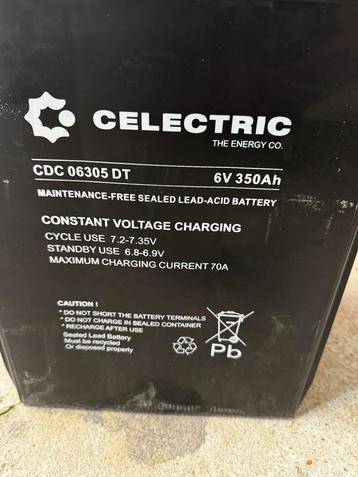 CELECTRIC
THE ENERGY CO.
CDC 06305 DT 6V 350Ah
MAINTENANCE-FREE SEALED LEAD-ACID BATTERY
CONSTANT VOLTAGE CHARGING
CYCLE USE 7.2-7.35V
STANDBY USE 6.8-6.9V
MAXIMUM CHARGING CURRENT 70A
CAUTION !
* DO NOT SHORT THE BATTERY TERMINALS
* DO NOT CHARGE IN SEALED CONTAINER
* RECHARGE AFTER USE
Sealed Lead Battery
Must be recycled
Or disposed properly
Pb